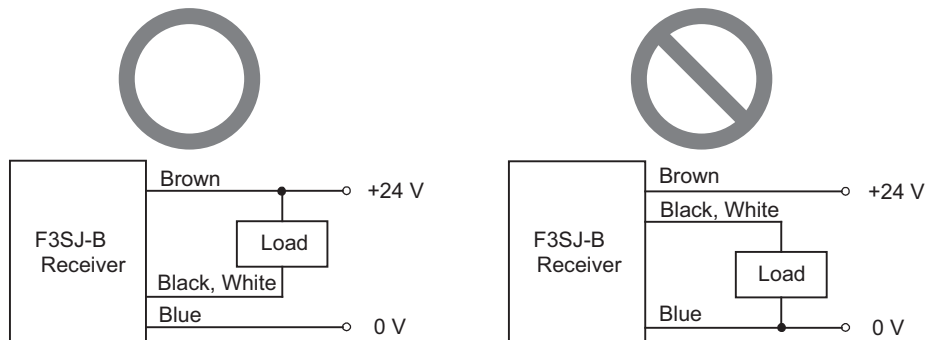 Brown
+24 V
F3SJ-B
Receiver
Load
Black, White
Blue
0 V
Brown
+24 V
Black, White
F3SJ-B
Receiver
Load
Blue
0 V